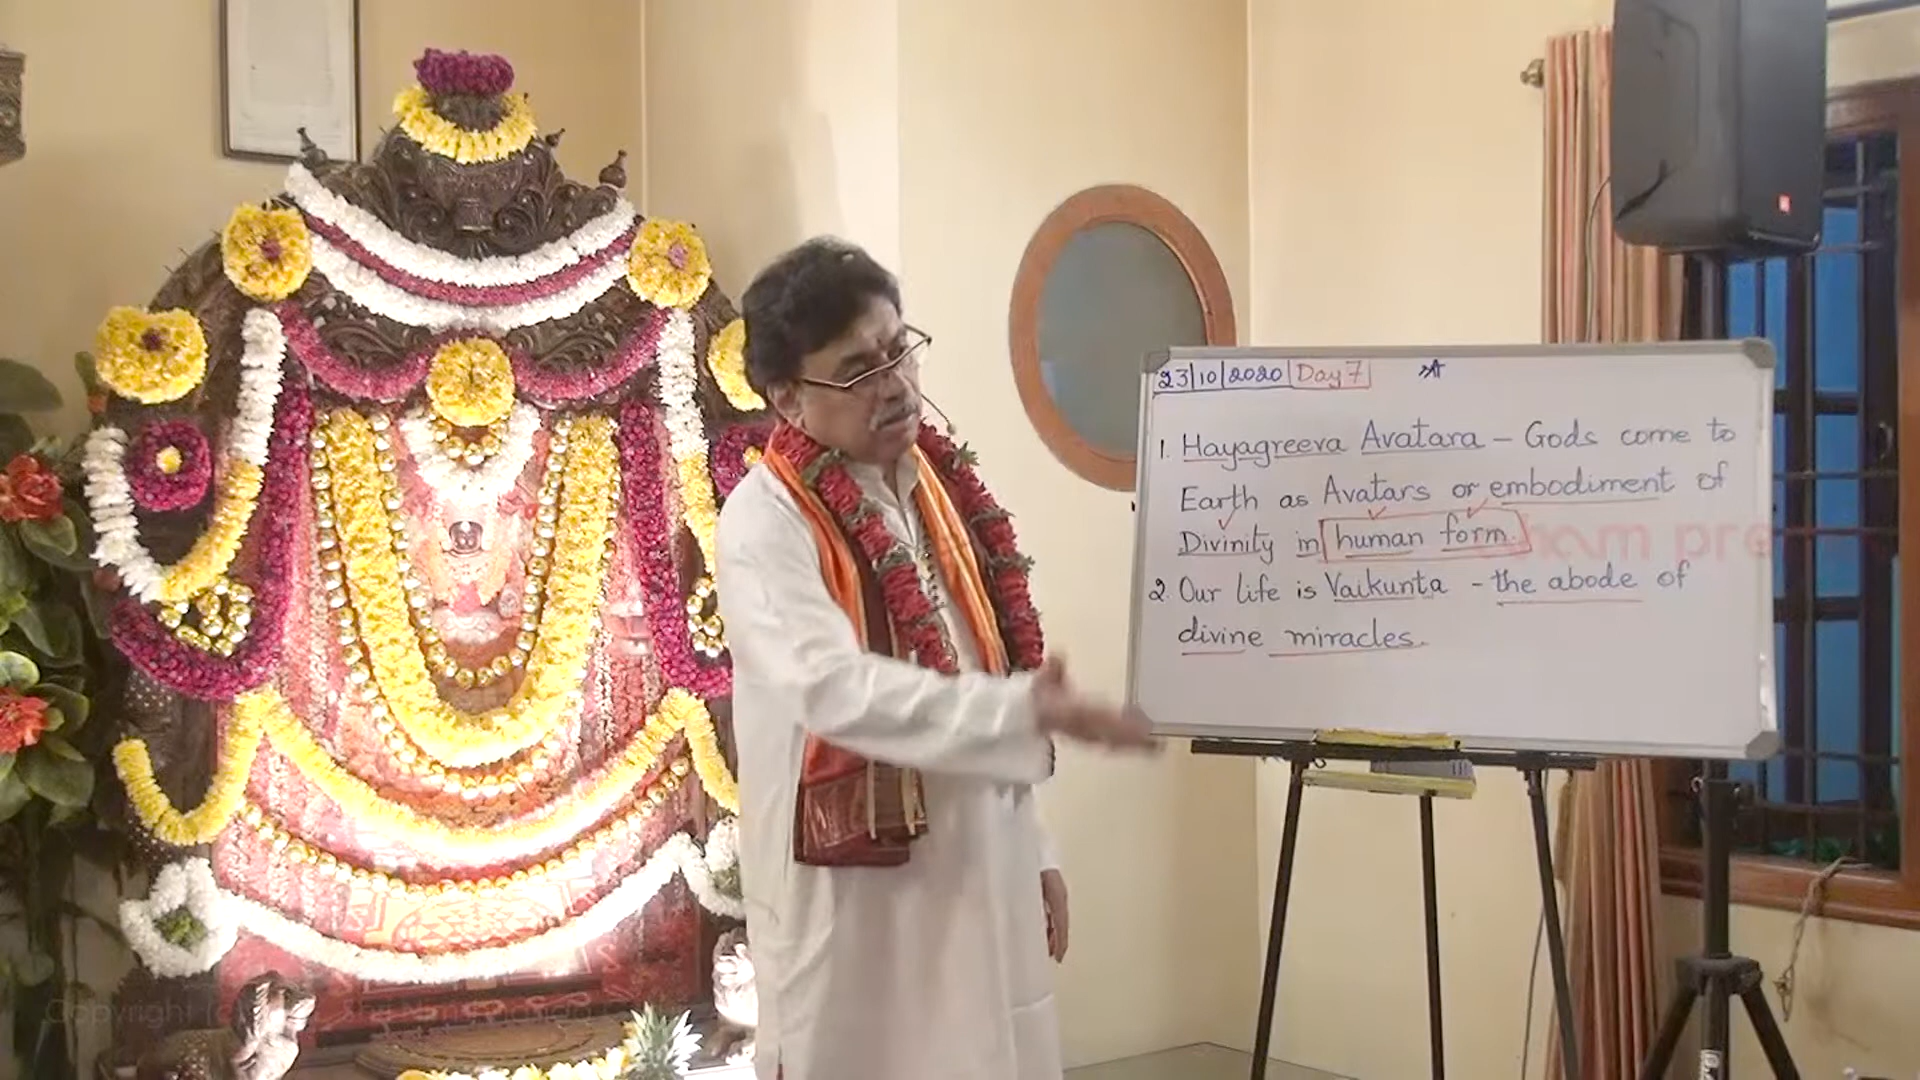 23/10/2020 Day 7
1. Hayagreeva Avatara – Gods come to
Earth as Avatars or embodiment of
Divinity in human form.
2. Our life is Vaikunta - the abode of
divine miracles.
Copyright